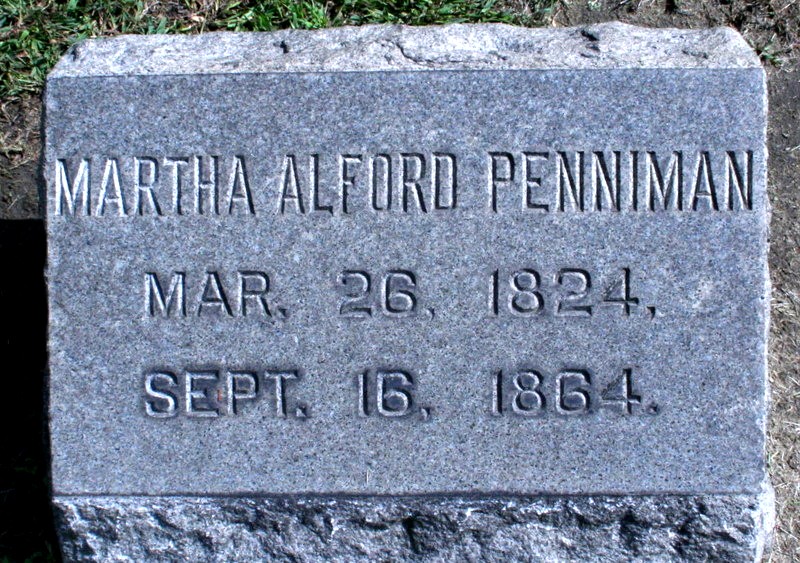 MARTHA ALFORD PENNIMAN
MAR. 26, 1824,
SEPT. 16, 1864.